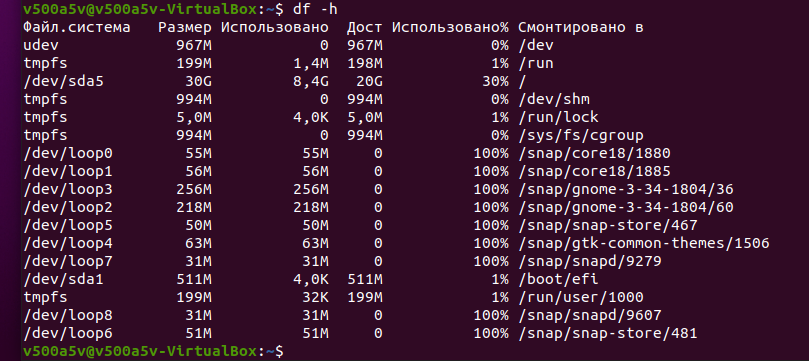 v500a5v@v500a5v-VirtualBox:~$ df -h
Файл.система Размер Использовано Дост Использовано% Смонтировано в
udev 967M 0 967M 0% /dev
tmpfs 199M 1,4M 198M 1% /run
/dev/sda5 30G 8,4G 20G 30% /
tmpfs 994M 0 994M 0% /dev/shm
tmpfs 5,0M 4,0K 5,0M 1% /run/lock
tmpfs 994M 0 994M 0% /sys/fs/cgroup
/dev/loop0 55M 55M 0 100% /snap/core18/1880
/dev/loop1 56M 56M 0 100% /snap/core18/1885
/dev/loop3 256M 256M 0 100% /snap/gnome-3-34-1804/36
/dev/loop2 218M 218M 0 100% /snap/gnome-3-34-1804/60
/dev/loop5 50M 50M 0 100% /snap/snap-store/467
/dev/loop4 63M 63M 0 100% /snap/gtk-common-themes/1506
/dev/loop7 31M 31M 0 100% /snap/snapd/9279
/dev/sda1 511M 4,0K 511M 1% /boot/efi
tmpfs 199M 32K 199M 1% /run/user/1000
/dev/loop8 31M 31M 0 100% /snap/snapd/9607
/dev/loop6 51M 51M 0 100% /snap/snap-store/481
v500a5v@v500a5v-VirtualBox:~$